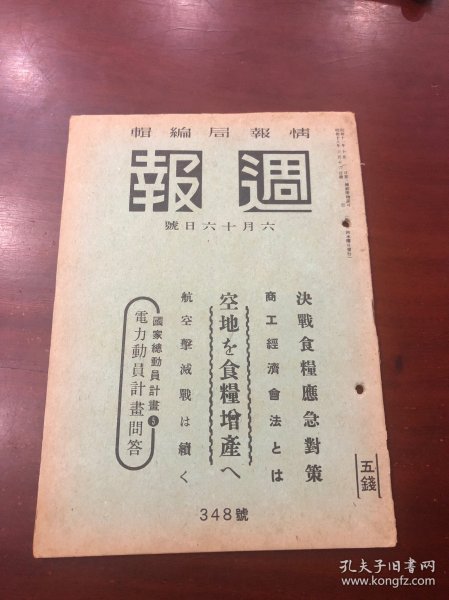 情報局編輯
週報
六月十六日號
決戰食糧應急對策
商工經濟會法とは
空地を食糧增產へ
航空擊滅戰は續く
國家總動員計畫
電力動員計畫問答
五錢
348號
孔夫子旧书网
www.kongfz.com